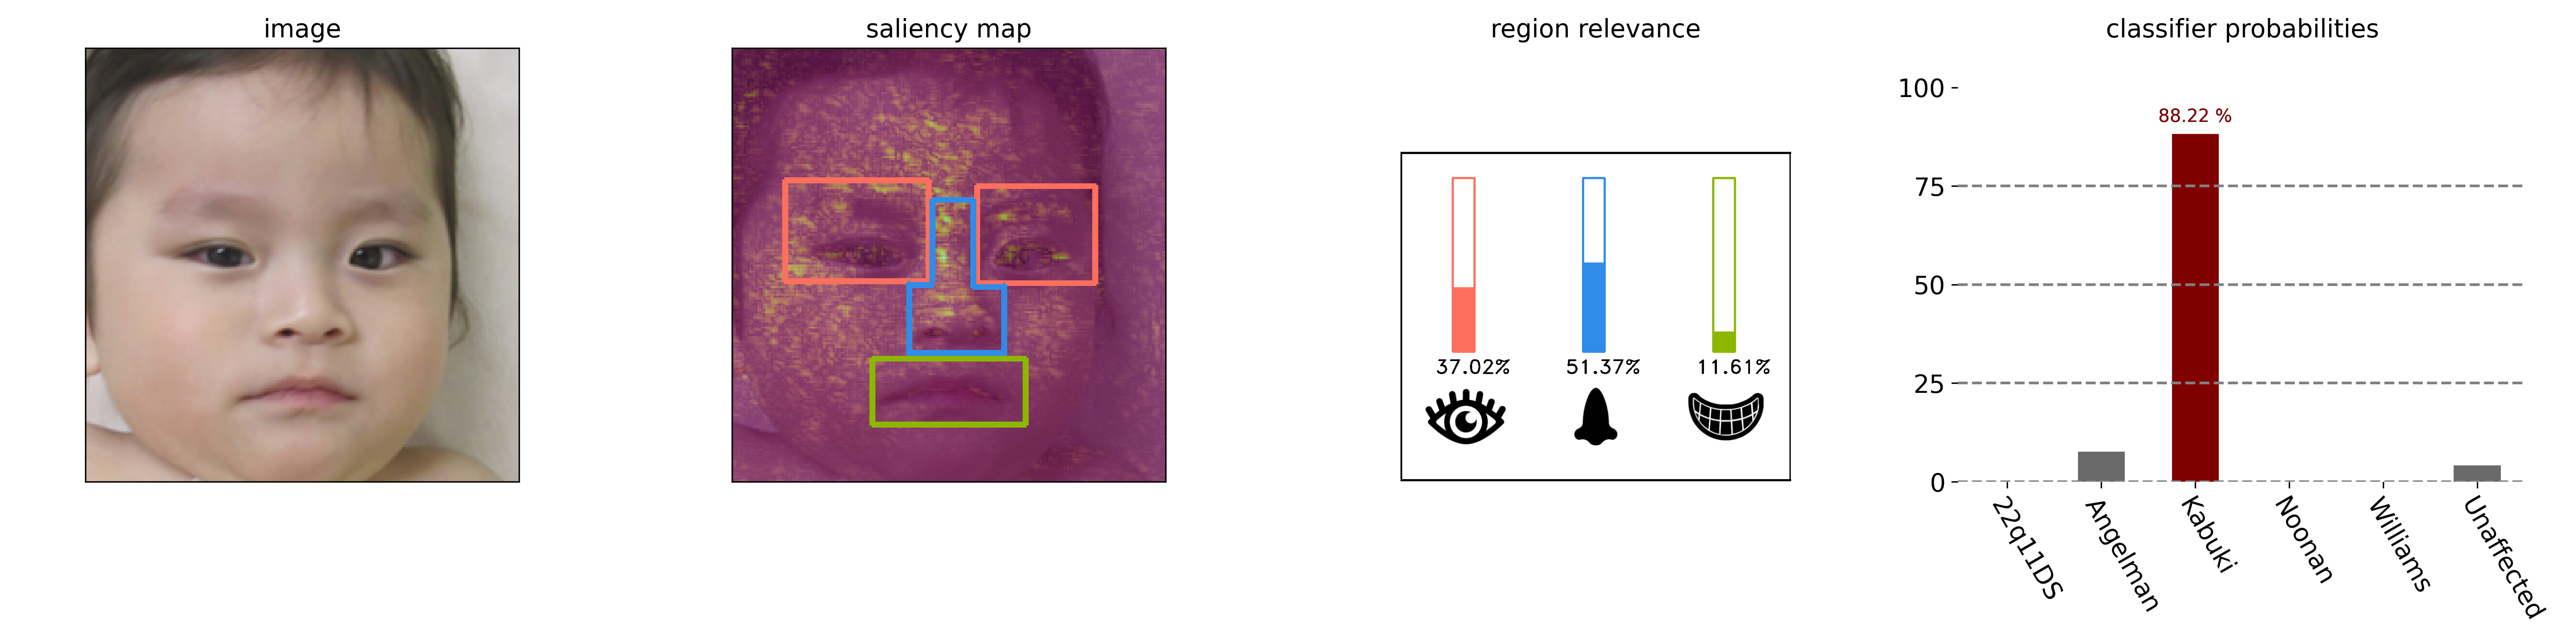 image
saliency map
region relevance
classifier probabilities
37.02%
51.37%
11.61%
100
75
50
25
0
88.22 %
22q11DS
Angelman
Kabuki
Noonan
Williams
Unaffected